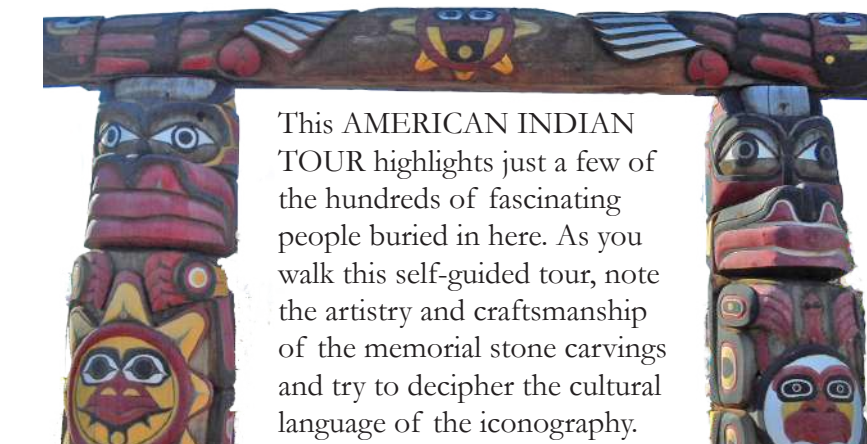 This AMERICAN INDIAN
TOUR highlights just a few of
the hundreds of fascinating
people buried in here. As you
walk this self-guided tour, note
the artistry and craftsmanship
of the memorial stone carvings
and try to decipher the cultural
language of the iconography.